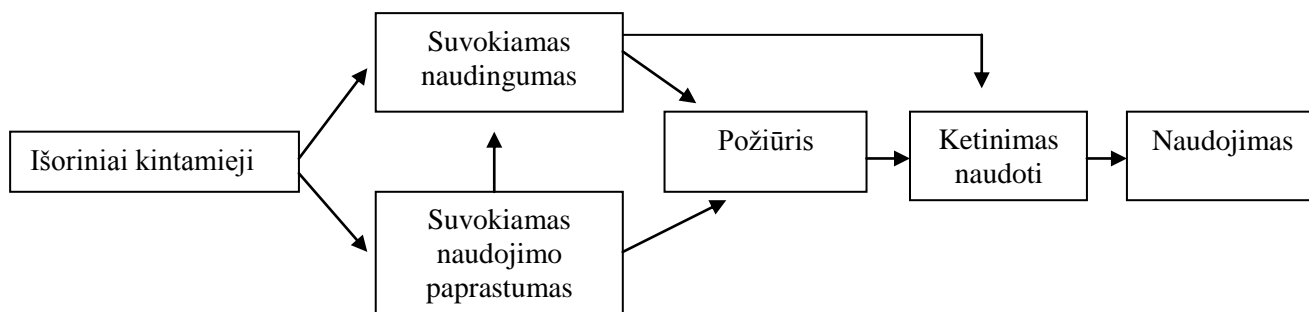 Išoriniai kintamieji
Suvokiamas
naudingumas
Suvokiamas
naudojimo
paprastumas
Požiūris
Ketinimas
naudoti
Naudojimas